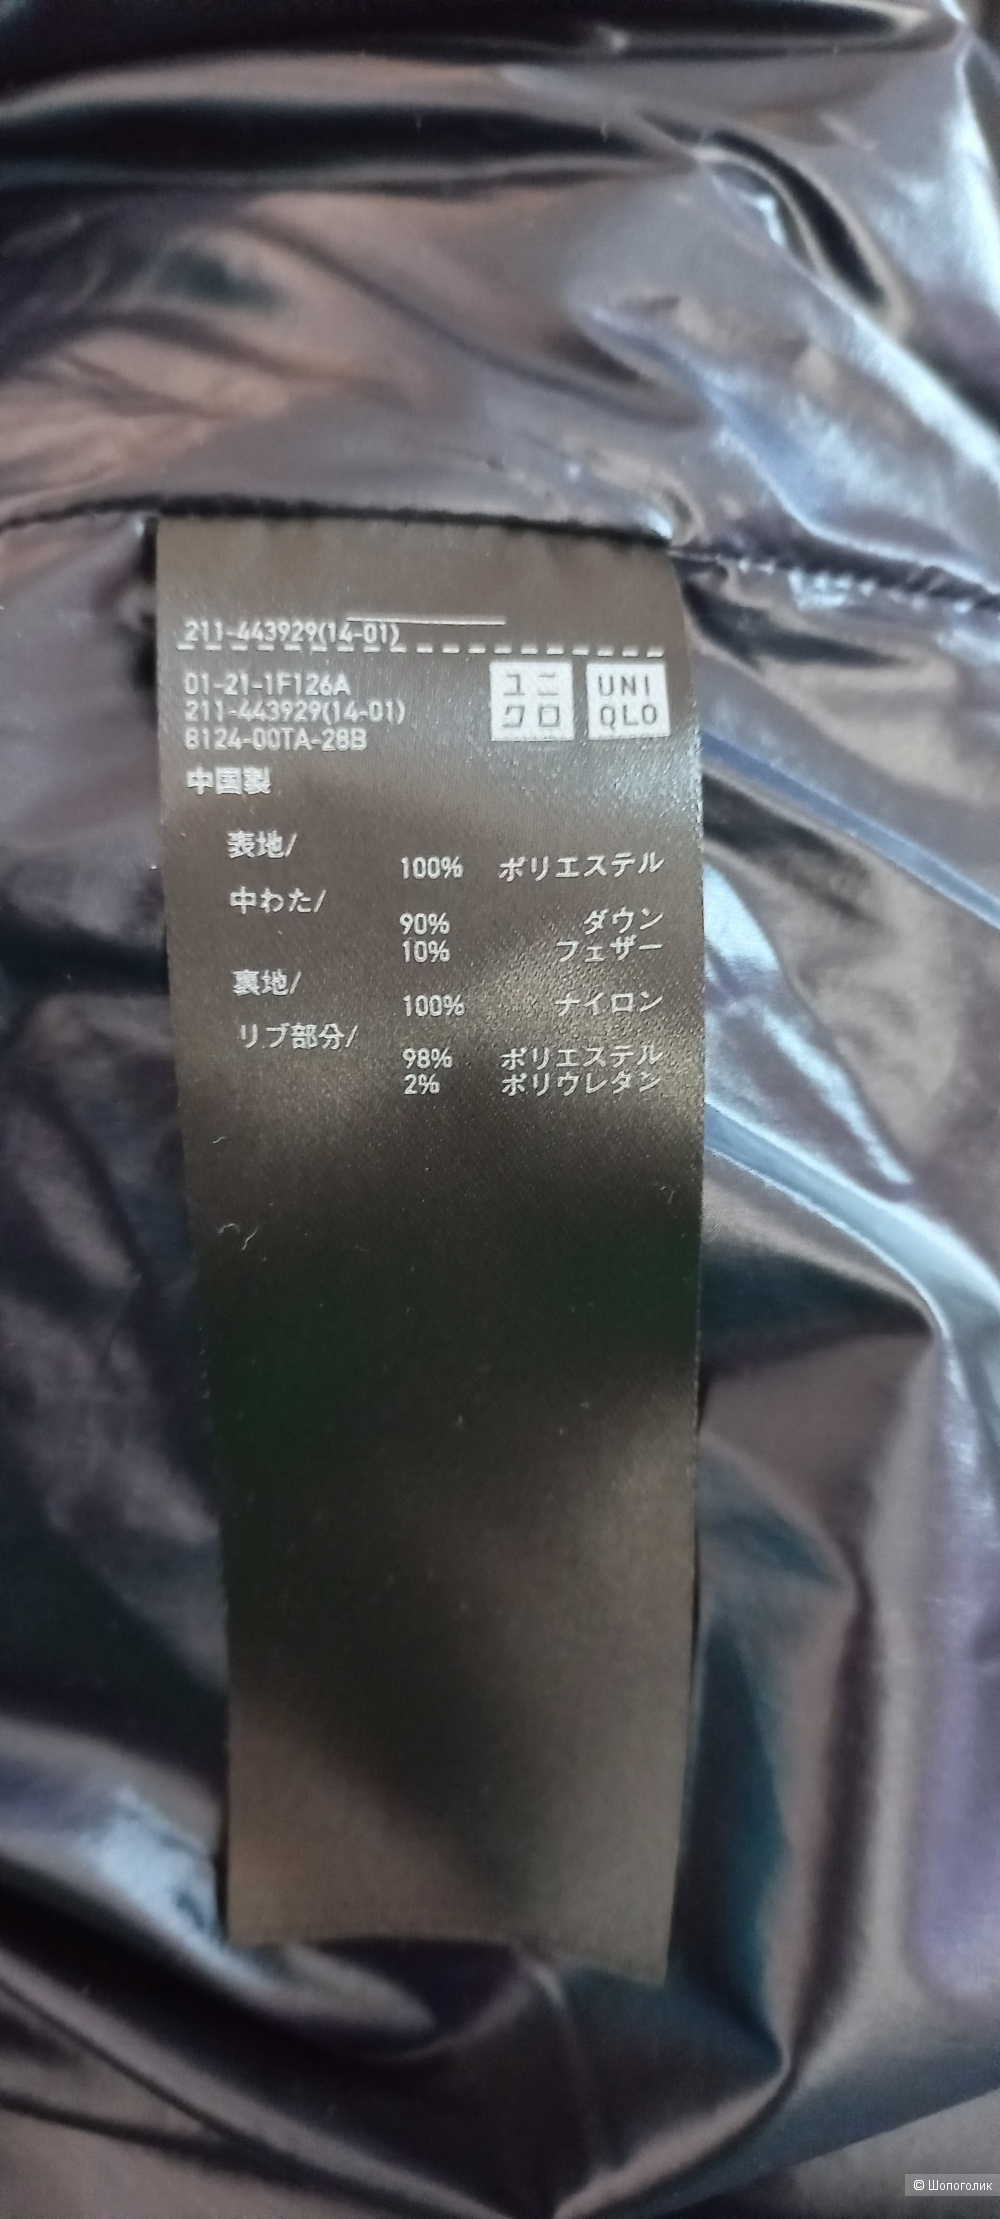 211-443929(14-01)
01-21-1F126A
211-443929(14-01)
8124-00TA-28B
ユニ
クロ
UNI
QLO
中国製
表地/
100% ポリエステル
中わた/
90% ダウン
10% フェザー
裏地/
100% ナイロン
リブ部分/
98% ポリエステル
2% ポリウレタン
© Шопоголик